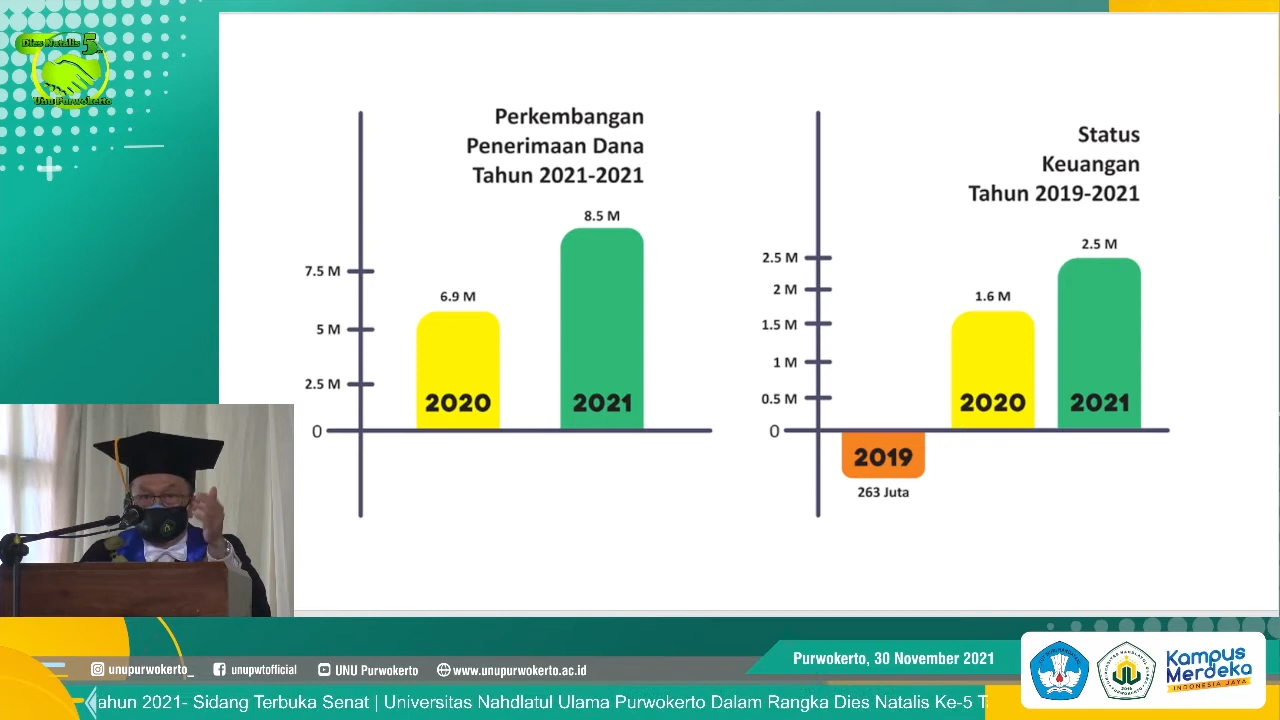 Dies Natalis 5
Unu Purwokerto
Perkembangan
Penerimaan Dana
Tahun 2021-2021
8.5 M
7.5 M
6.9 M
5 M
2.5 M
2020
2021
0
Status
Keuangan
Tahun 2019-2021
2.5 M
2.5 M
2 M
1.6 M
1.5 M
1 M
0.5 M
2020
2021
0
2019
263 Juta
unupurwokerto_
unupwtofficial
UNU Purwokerto
www.unupurwokerto.ac.id
Purwokerto, 30 November 2021
Kampus
Merdeka
INDONESIA JAYA
ahun 2021- Sidang Terbuka Senat | Universitas Nahdlatul Ulama Purwokerto Dalam Rangka Dies Natalis Ke-5 T